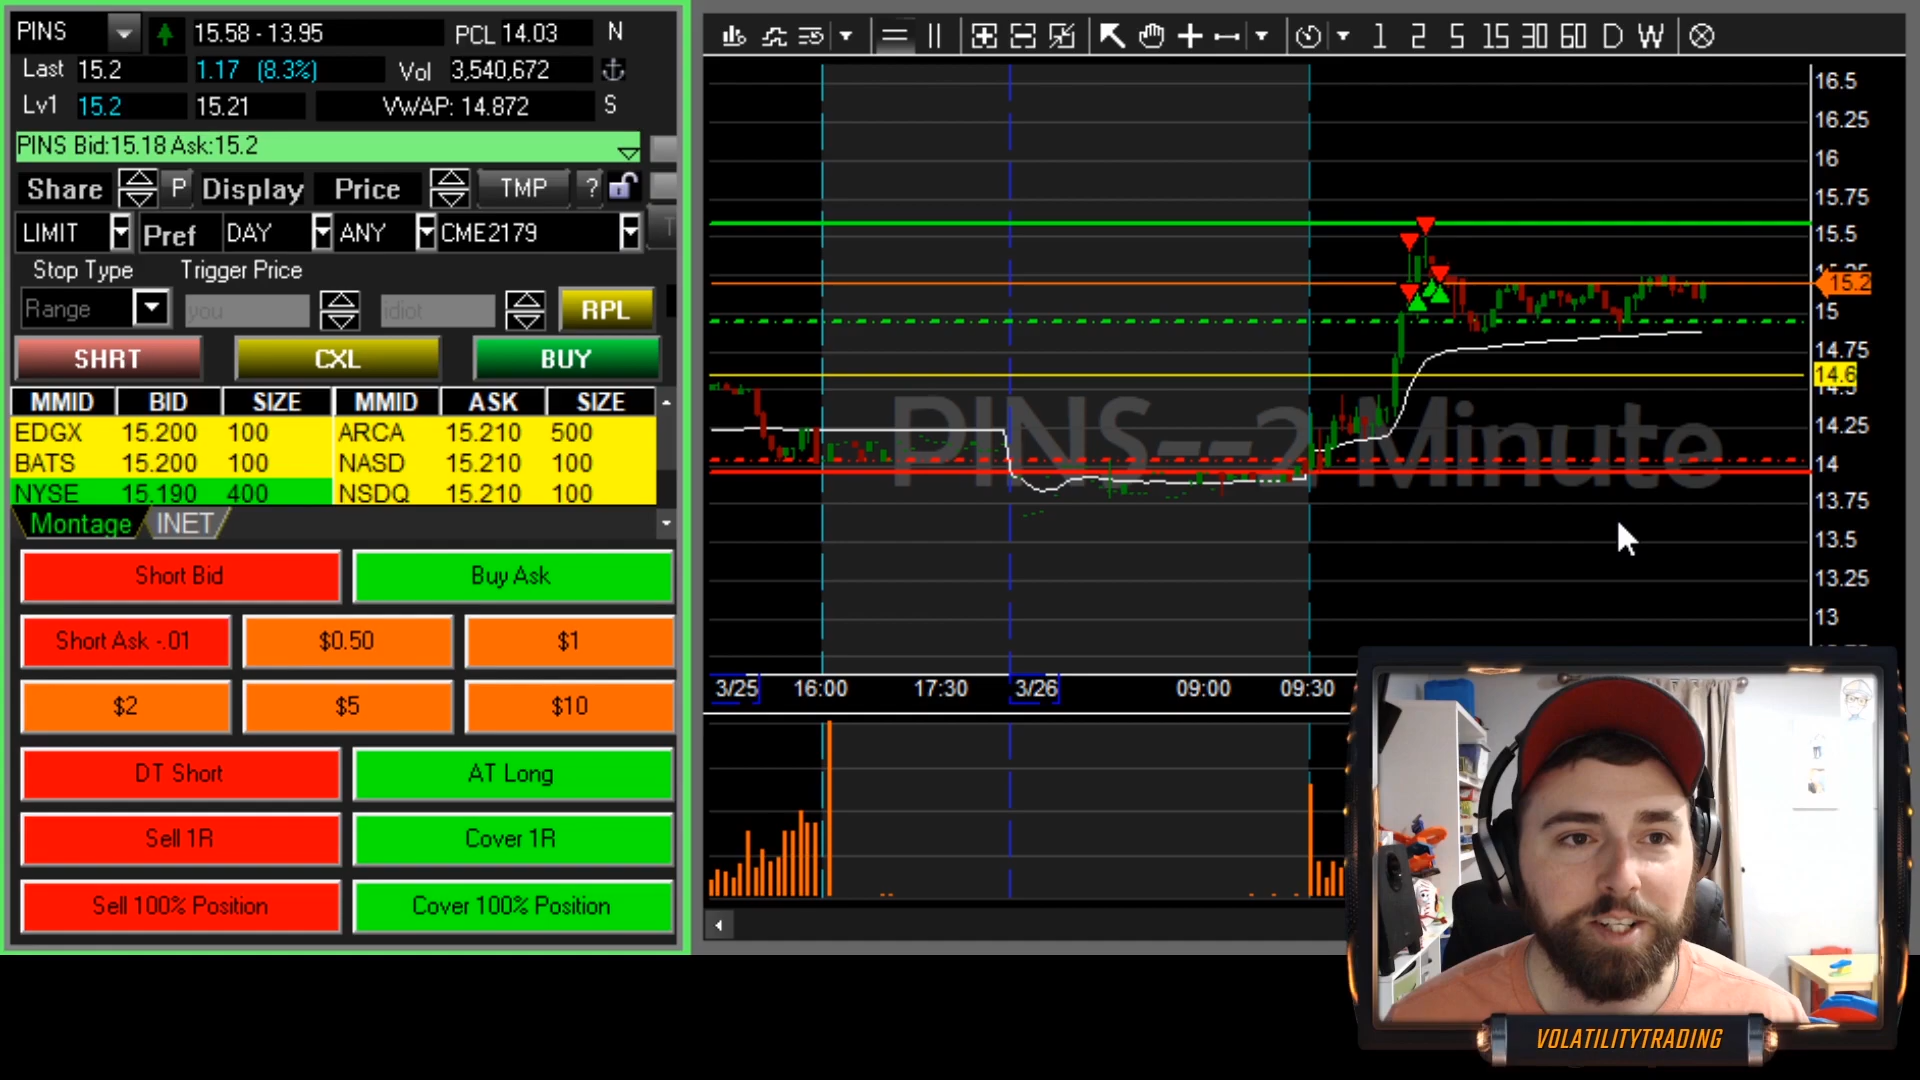 PINS 15.58 - 13.95 PCL 14.03 N
Last 15.2 1.17 (8.3%) Vol 3,540,672
Lv1 15.2 15.21 VWAP: 14.872 S
PINS Bid:15.18 Ask:15.2
Share P Display Price TMP ?
LIMIT Pref DAY ANY CME2179
Stop Type Trigger Price
Range you idiot RPL
SHRT CXL BUY
MMID BID SIZE MMID ASK SIZE
EDGX 15.200 100 ARCA 15.210 500
BATS 15.200 100 NASD 15.210 100
NYSE 15.190 400 NSDQ 15.210 100
Montage INET
Short Bid Buy Ask
Short Ask -.01 $0.50 $1
$2 $5 $10
DT Short AT Long
Sell 1R Cover 1R
Sell 100% Position Cover 100% Position
1 2 5 15 30 60 D W
16.5
16.25
16
15.75
15.5
15.2
15
14.75
14.6
14.25
14
13.75
13.5
13.25
13
PINS--2 Minute
3/25 16:00 17:30 3/26 09:00 09:30
VOLATILITYTRADING